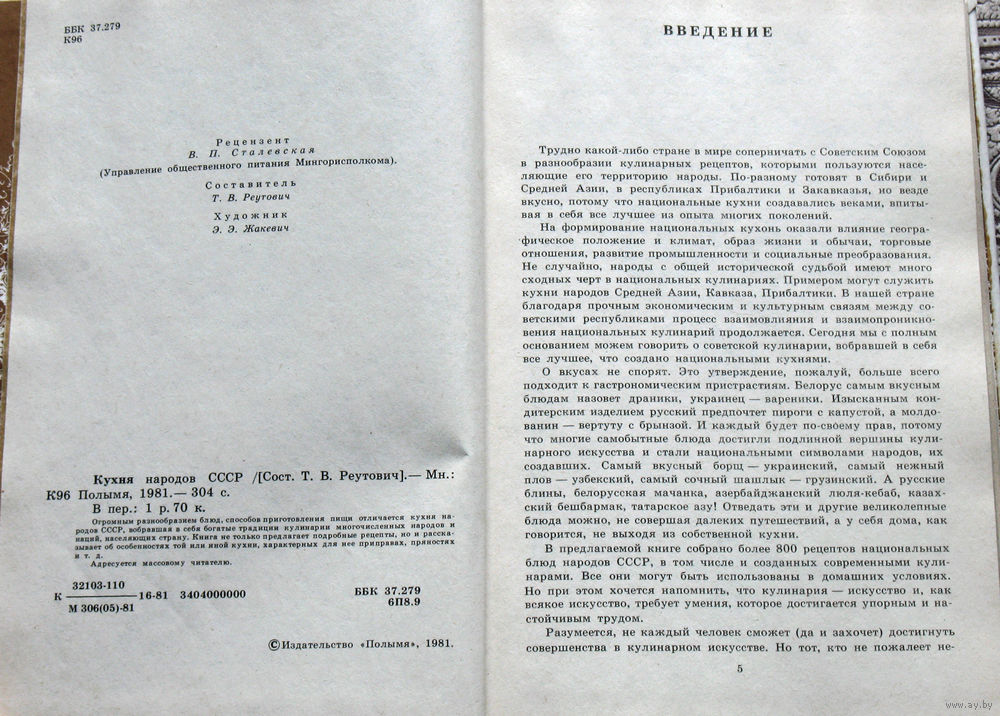 ББК 37.279
К96
Рецензент
В. П. Сталевская
(Управление общественного питания Мингорисполкома).
Составитель
Т. В. Реутович
Художник
Э. Э. Жакевич
Кухня народов СССР /[Сост. Т. В. Реутович].— Мн.:
К96 Полымя, 1981.— 304 с.
В пер.: 1 р. 70 к.
Огромным разнообразием блюд, способов приготовления пищи отличается кухня на-
родов СССР, вобравшая в себя богатые традиции кулинарии многочисленных народов и
наций, населяющих страну. Книга не только предлагает подробные рецепты, но и расска-
зывает об особенностях той или иной кухни, характерных для нее приправах, пряностях
и т. д.
Адресуется массовому читателю.
32103-110
К ———— 16-81 3404000000
М 306(05)-81
ББК 37.279
6П8.9
© Издательство «Полымя», 1981.
ВВЕДЕНИЕ
Трудно какой-либо стране в мире соперничать с Советским Союзом
в разнообразии кулинарных рецептов, которыми пользуются насе-
ляющие его территорию народы. По-разному готовят в Сибири и
Средней Азии, в республиках Прибалтики и Закавказья, но везде
вкусно, потому что национальные кухни создавались веками, впиты-
вая в себя все лучшее из опыта многих поколений.
На формирование национальных кухонь оказали влияние геогра-
фическое положение и климат, образ жизни и обычаи, торговые
отношения, развитие промышленности и социальные преобразования.
Не случайно, народы с общей исторической судьбой имеют много
сходных черт в национальных кулинариях. Примером могут служить
кухни народов Средней Азии, Кавказа, Прибалтики. В нашей стране
благодаря прочным экономическим и культурным связям между со-
ветскими республиками процесс взаимовлияния и взаимопроникно-
вения национальных кулинарий продолжается. Сегодня мы с полным
основанием можем говорить о советской кулинарии, вобравшей в себя
все лучшее, что создано национальными кухнями.
О вкусах не спорят. Это утверждение, пожалуй, больше всего
подходит к гастрономическим пристрастиям. Белорус самым вкусным
блюдам назовет драники, украинец — вареники. Изысканным кон-
дитерским изделием русский предпочтет пироги с капустой, а молдо-
ванин — вертуту с брынзой. И каждый будет по-своему прав, потому
что многие самобытные блюда достигли подлинной вершины кули-
нарного искусства и стали национальными символами народов, их
создавших. Самый вкусный борщ — украинский, самый нежный
плов — узбекский, самый сочный шашлык — грузинский. А русские
блины, белорусская мачанка, азербайджанский люля-кебаб, казах-
ский бешбармак, татарское азу! Отведать эти и другие великолепные
блюда можно, не совершая далеких путешествий, а у себя дома, как
говорится, не выходя из собственной кухни.
В предлагаемой книге собрано более 800 рецептов национальных
блюд народов СССР, в том числе и созданных современными кули-
нарами. Все они могут быть использованы в домашних условиях.
Но при этом хочется напомнить, что кулинария — искусство и, как
всякое искусство, требует умения, которое достигается упорным и на-
стойчивым трудом.
Разумеется, не каждый человек сможет (да и захочет) достигнуть
совершенства в кулинарном искусстве. Но тот, кто не пожалеет не-
5
www.ay.by